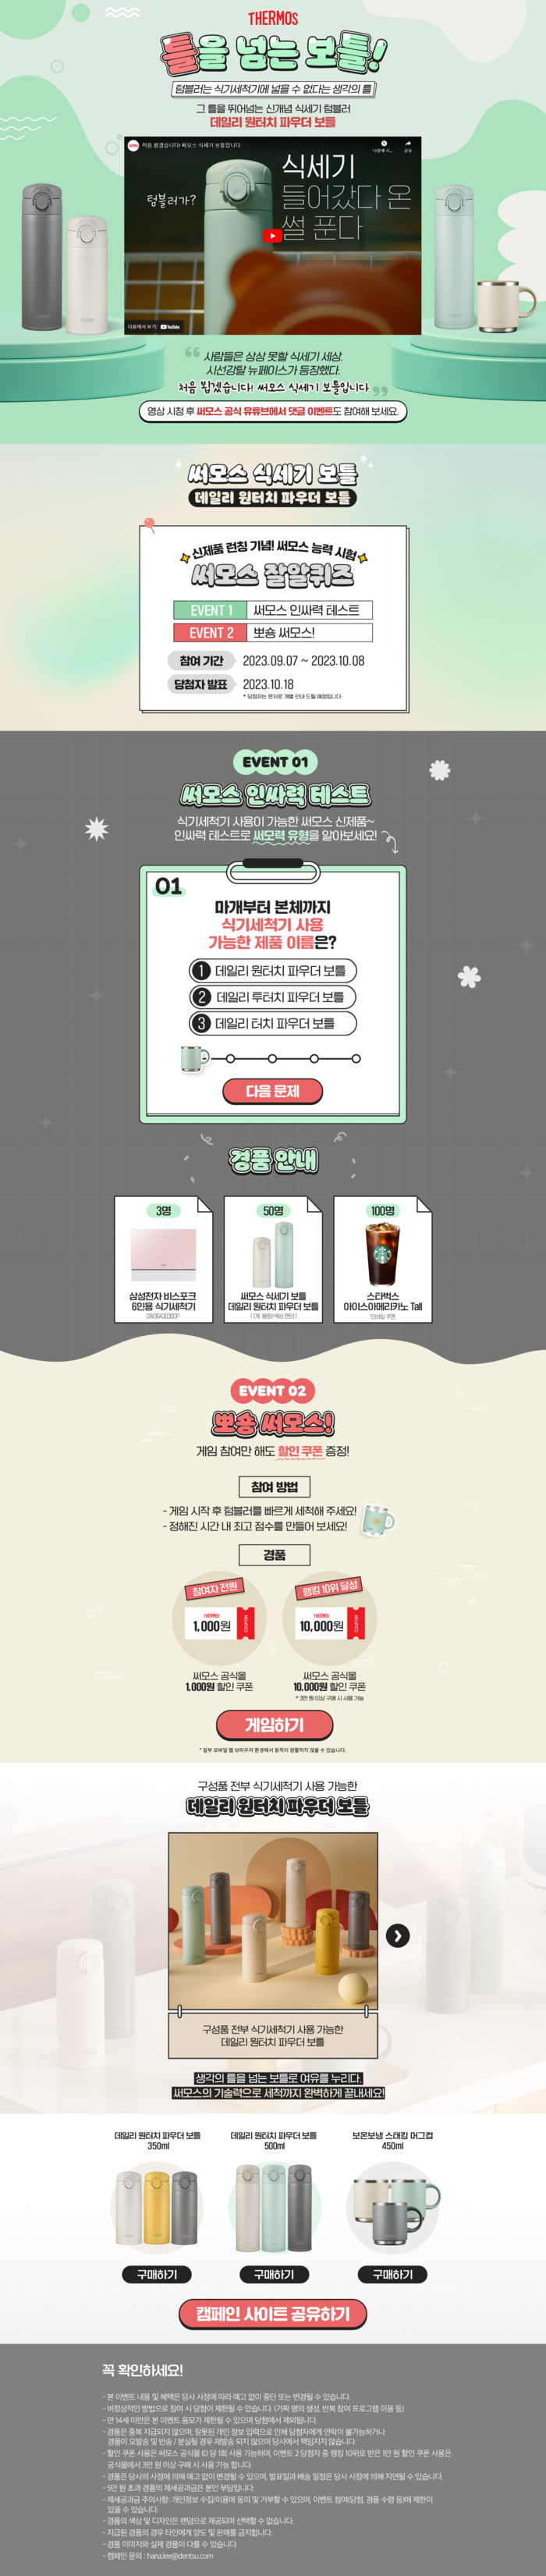 THERMOS
틀을 넘는 보틀!
텀블러는 식기세척기에 넣을 수 없다는 생각의 틀
그 틀을 뛰어넘는 신개념 식세기 텀블러
데일리 원터치 파우더 보틀
처음 뵙겠습니다! 써모스 식세기 보틀입니다
공유
텀블러가?
식세기
들어갔다 온
썰 푼다
다음에서 보기: YouTube
“ 사람들은 상상 못할 식세기 세상.
시선강탈 뉴페이스가 등장했다.
처음 뵙겠습니다! 써모스 식세기 보틀입니다 ”
영상 시청 후 써모스 공식 유튜브에서 댓글 이벤트도 참여해 보세요.
써모스 식세기 보틀
데일리 원터치 파우더 보틀
신제품 런칭 기념! 써모스 능력 시험
써모스 잘알퀴즈
EVENT 1 써모스 인싸력 테스트
EVENT 2 뽀송 써모스!
참여 기간 2023.09.07 ~ 2023.10.08
당첨자 발표 2023.10.18
* 당첨자는 문자로 개별 안내 드릴 예정입니다
EVENT 01
써모스 인싸력 테스트
식기세척기 사용이 가능한 써모스 신제품~
인싸력 테스트로 써모력 유형을 알아보세요!
01
마개부터 본체까지
식기세척기 사용
가능한 제품 이름은?
1 데일리 원터치 파우더 보틀
2 데일리 투터치 파우더 보틀
3 데일리 터치 파우더 보틀
다음 문제
경품 안내
3명
삼성전자 비스포크
6인용 식기세척기
50명
써모스 식세기 보틀
데일리 원터치 파우더 보틀
100명
스타벅스
아이스아메리카노 Tall
모바일 쿠폰
EVENT 02
뽀송 써모스!
게임 참여만 해도 할인 쿠폰 증정!
참여 방법
- 게임 시작 후 텀블러를 빠르게 세척해 주세요!
- 정해진 시간 내 최고 점수를 만들어 보세요!
경품
참여자 전원
THERMOS
1,000원
COUPON
써모스 공식몰
1,000원 할인 쿠폰
랭킹 10위 달성
THERMOS
10,000원
COUPON
써모스 공식몰
10,000원 할인 쿠폰
* 3만 원 이상 구매 시 사용 가능
게임하기
* 일부 모바일 웹 브라우저 환경에서 동작이 원활하지 않을 수 있습니다.
구성품 전부 식기세척기 사용 가능한
데일리 원터치 파우더 보틀
구성품 전부 식기세척기 사용 가능한
데일리 원터치 파우더 보틀
생각의 틀을 넘는 보틀로 여유를 누리다.
써모스의 기술력으로 세척까지 완벽하게 끝내세요!
데일리 원터치 파우더 보틀
350ml
구매하기
데일리 원터치 파우더 보틀
500ml
구매하기
보온보냉 스태킹 머그컵
450ml
구매하기
캠페인 사이트 공유하기
꼭 확인하세요!
- 본 이벤트 내용 및 혜택은 당사 사정에 따라 예고 없이 중단 또는 변경될 수 있습니다.
- 비정상적인 방법으로 참여 시 당첨이 제한될 수 있습니다. (가짜 명의 생성, 반복 참여 프로그램 이용 등)
- 만 14세 미만은 본 이벤트 응모가 제한될 수 있으며 당첨에서 제외됩니다.
- 경품은 중복 지급되지 않으며, 잘못된 개인 정보 입력으로 인해 당첨자에게 연락이 불가능하거나
경품이 오발송 및 반송 / 분실될 경우 재발송 되지 않으며 당사에서 책임지지 않습니다.
- 할인 쿠폰 사용은 써모스 공식몰 ID 당 1회 사용 가능하며, 이벤트 2 당첨자 중 랭킹 10위로 받은 1만 원 할인 쿠폰 사용은
공식몰에서 3만 원 이상 구매 시 사용 가능 합니다.
- 경품은 당사의 사정에 의해 예고 없이 변경될 수 있으며, 발표일과 배송 일정은 당사 사정에 의해 지연될 수 있습니다.
- 5만 원 초과 경품의 제세공과금은 본인 부담입니다.
- 제세공과금 주의사항: 개인정보 수집/이용에 동의 및 거부할 수 있으며, 이벤트 참여(당첨, 경품 수령 등)에 제한이
있을 수 있습니다.
- 경품의 색상 및 디자인은 랜덤으로 제공되며 선택할 수 없습니다.
- 지급된 경품의 경우 타인에게 양도 및 판매를 금지합니다.
- 경품 이미지와 실제 경품이 다를 수 있습니다.
- 캠페인 문의 : hana.lee@dentsu.com